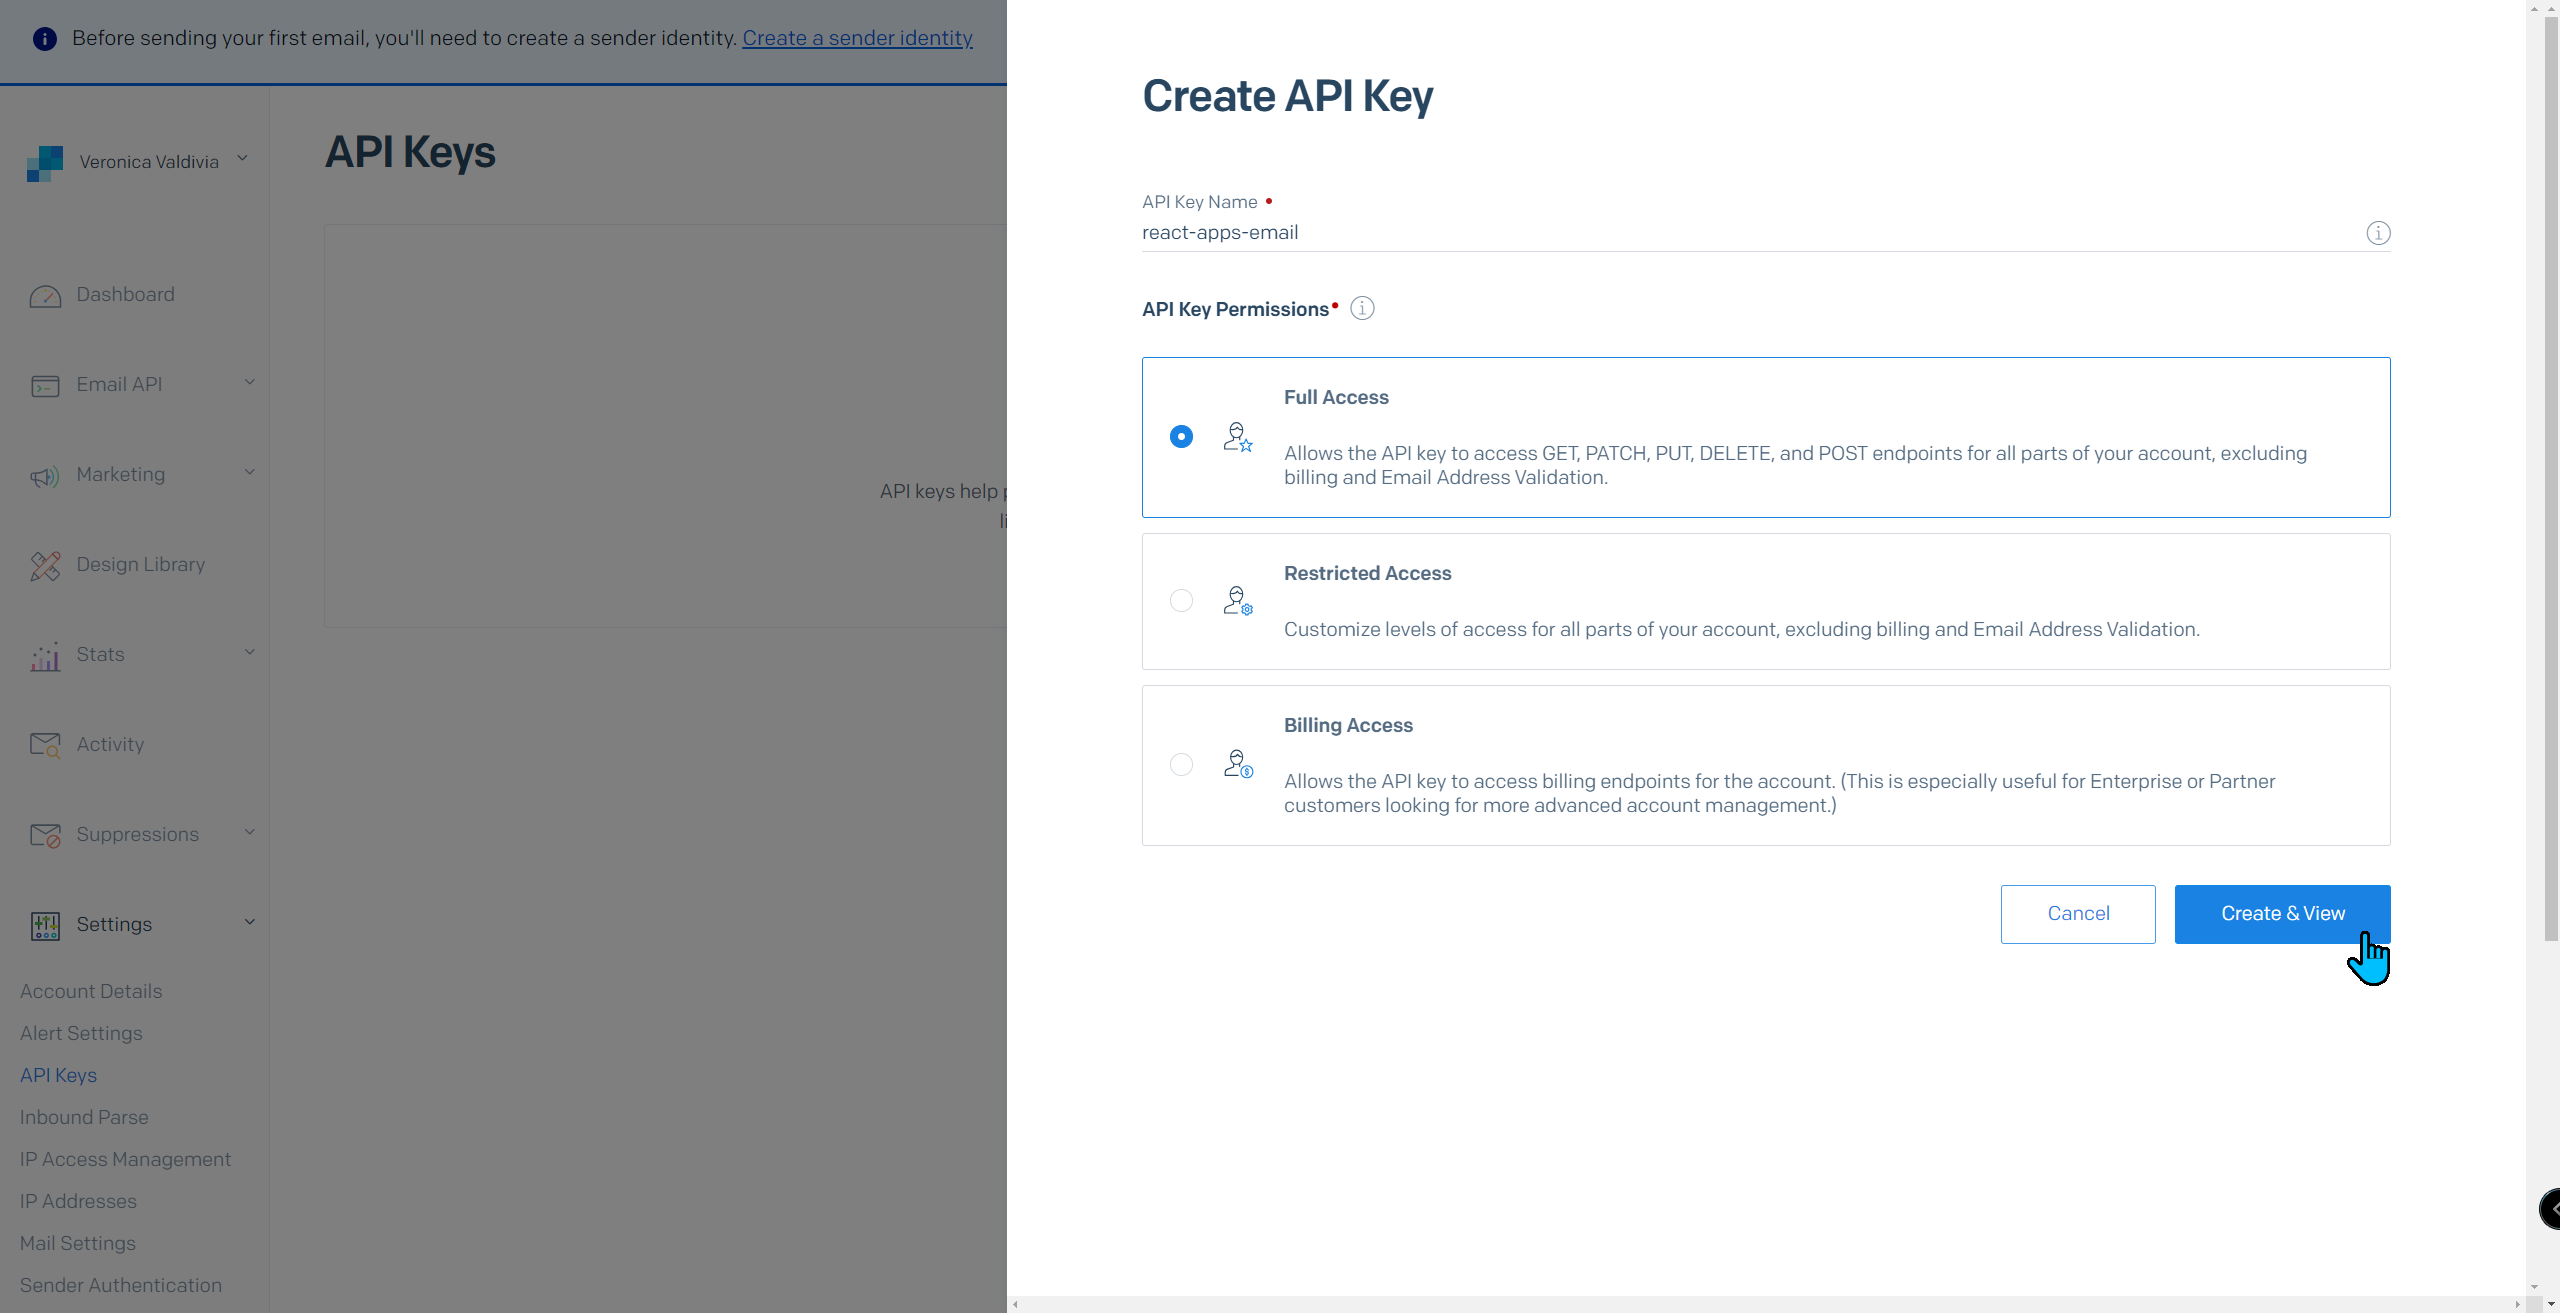 Before sending your first email, you'll need to create a sender identity. Create a sender identity
Veronica Valdivia
Dashboard
Email API
Marketing
Design Library
Stats
Activity
Suppressions
Settings
Account Details
Alert Settings
API Keys
Inbound Parse
IP Access Management
IP Addresses
Mail Settings
Sender Authentication
API Keys
API keys help
li
Create API Key
API Key Name
react-apps-email
API Key Permissions
Full Access
Allows the API key to access GET, PATCH, PUT, DELETE, and POST endpoints for all parts of your account, excluding
billing and Email Address Validation.
Restricted Access
Customize levels of access for all parts of your account, excluding billing and Email Address Validation.
Billing Access
Allows the API key to access billing endpoints for the account. (This is especially useful for Enterprise or Partner
customers looking for more advanced account management.)
Cancel
Create & View